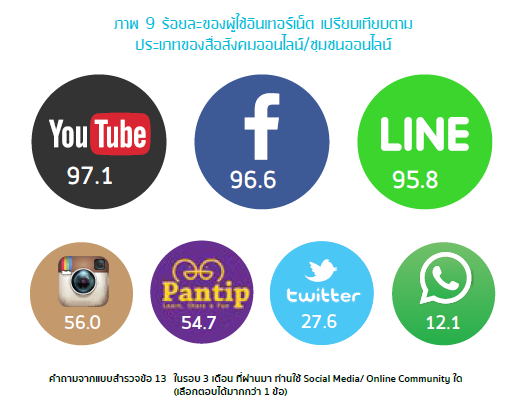 ภาพ 9 ร้อยละของผู้ใช้อินเทอร์เน็ต เปรียบเทียบตาม
ประเภทของสื่อสังคมออนไลน์/ชุมชนออนไลน์
YouTube
97.1
f
96.6
LINE
95.8
56.0
Pantip
Learn, Share & Fun
54.7
twitter
27.6
12.1
คำถามจากแบบสำรวจข้อ 13 ในรอบ 3 เดือน ที่ผ่านมา ท่านใช้ Social Media/ Online Community ใด
(เลือกตอบได้มากกว่า 1 ข้อ)